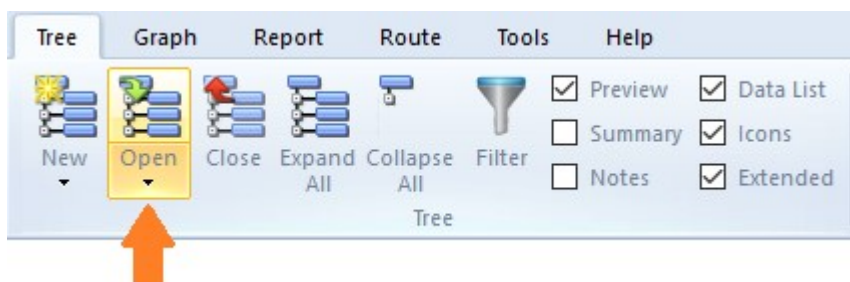 Tree Graph Report Route Tools Help
Preview Data List
Summary Icons
New Open Close Expand Collapse Filter
All All
Notes Extended
Tree